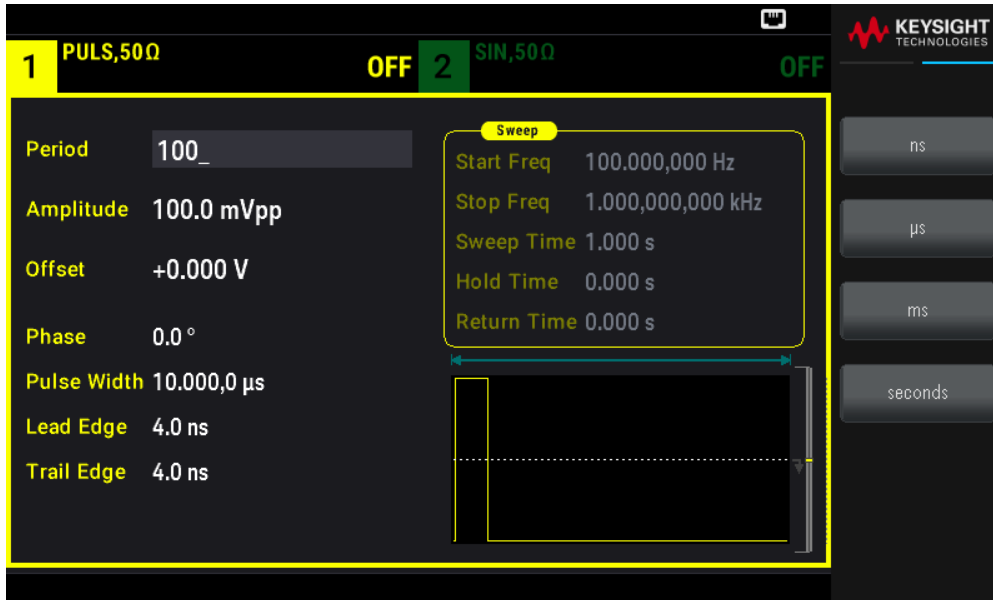 KEYSIGHT
TECHNOLOGIES
1 PULS,50Ω OFF 2 SIN,50Ω OFF
Period 100_
Amplitude 100.0 mVpp
Offset +0.000 V
Phase 0.0 °
Pulse Width 10.000,0 µs
Lead Edge 4.0 ns
Trail Edge 4.0 ns
Sweep
Start Freq 100.000,000 Hz
Stop Freq 1.000,000,000 kHz
Sweep Time 1.000 s
Hold Time 0.000 s
Return Time 0.000 s
ns
µs
ms
seconds